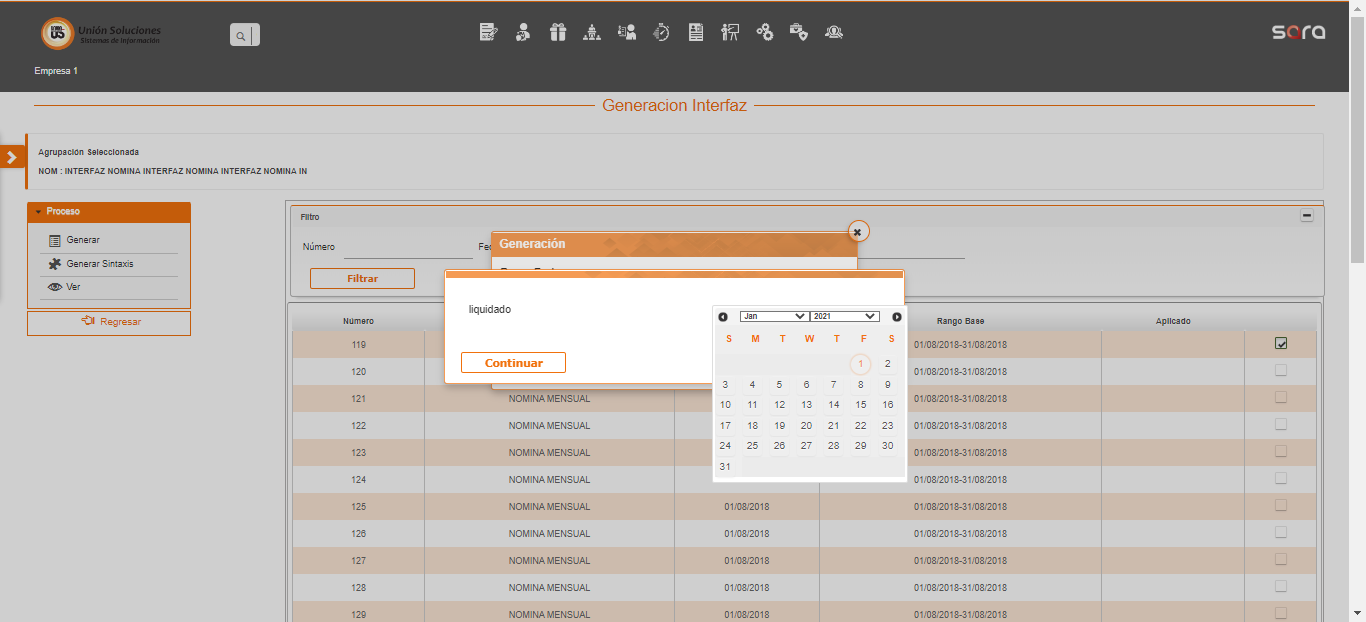 Unión Soluciones
Sistemas de Información
sara
Empresa 1
Generacion Interfaz
Agrupación Seleccionada
NOM : INTERFAZ NOMINA INTERFAZ NOMINA INTERFAZ NOMINA IN
Proceso
Generar
Generar Sintaxis
Ver
Regresar
Filtro
Número
Filtrar
Generación
liquidado
Continuar
Jan 2021
S M T W T F S
1 2
3 4 5 6 7 8 9
10 11 12 13 14 15 16
17 18 19 20 21 22 23
24 25 26 27 28 29 30
31
Número Rango Base Aplicado
119 01/08/2018-31/08/2018
120 01/08/2018-31/08/2018
121 NOMINA MENSUAL 01/08/2018-31/08/2018
122 NOMINA MENSUAL 01/08/2018-31/08/2018
123 NOMINA MENSUAL 01/08/2018-31/08/2018
124 NOMINA MENSUAL 01/08/2018-31/08/2018
125 NOMINA MENSUAL 01/08/2018 01/08/2018-31/08/2018
126 NOMINA MENSUAL 01/08/2018 01/08/2018-31/08/2018
127 NOMINA MENSUAL 01/08/2018 01/08/2018-31/08/2018
128 NOMINA MENSUAL 01/08/2018 01/08/2018-31/08/2018
129 NOMINA MENSUAL 01/08/2018 01/08/2018-31/08/2018